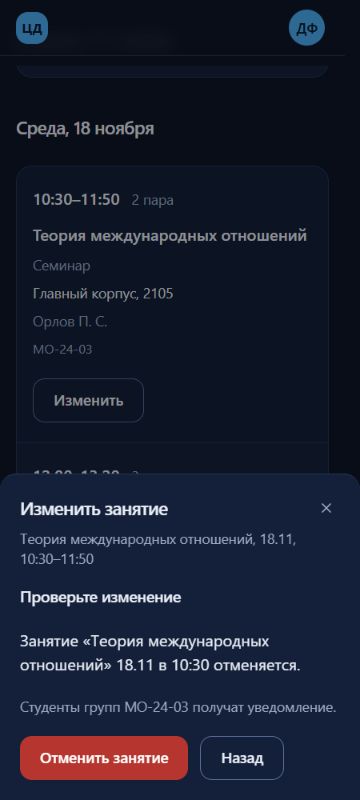 ЦД
ДФ
Среда, 18 ноября
10:30–11:50 2 пара
Теория международных отношений
Семинар
Главный корпус, 2105
Орлов П. С.
МО-24-03
Изменить
Изменить занятие
Теория международных отношений, 18.11,
10:30–11:50
Проверьте изменение
Занятие «Теория международных
отношений» 18.11 в 10:30 отменяется.
Студенты групп МО-24-03 получат уведомление.
Отменить занятие
Назад